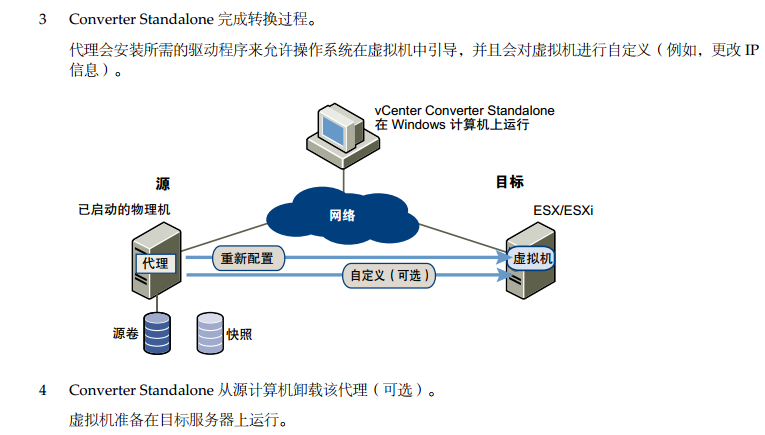 3 Converter Standalone 完成转换过程。
代理会安装所需的驱动程序来允许操作系统在虚拟机中引导，并且会对虚拟机进行自定义（例如，更改 IP
信息）。
vCenter Converter Standalone
在 Windows 计算机上运行
源
目标
已启动的物理机
网络
ESX/ESXi
代理
重新配置
虚拟机
自定义（可选）
源卷
快照
4 Converter Standalone 从源计算机卸载该代理（可选）。
虚拟机准备在目标服务器上运行。